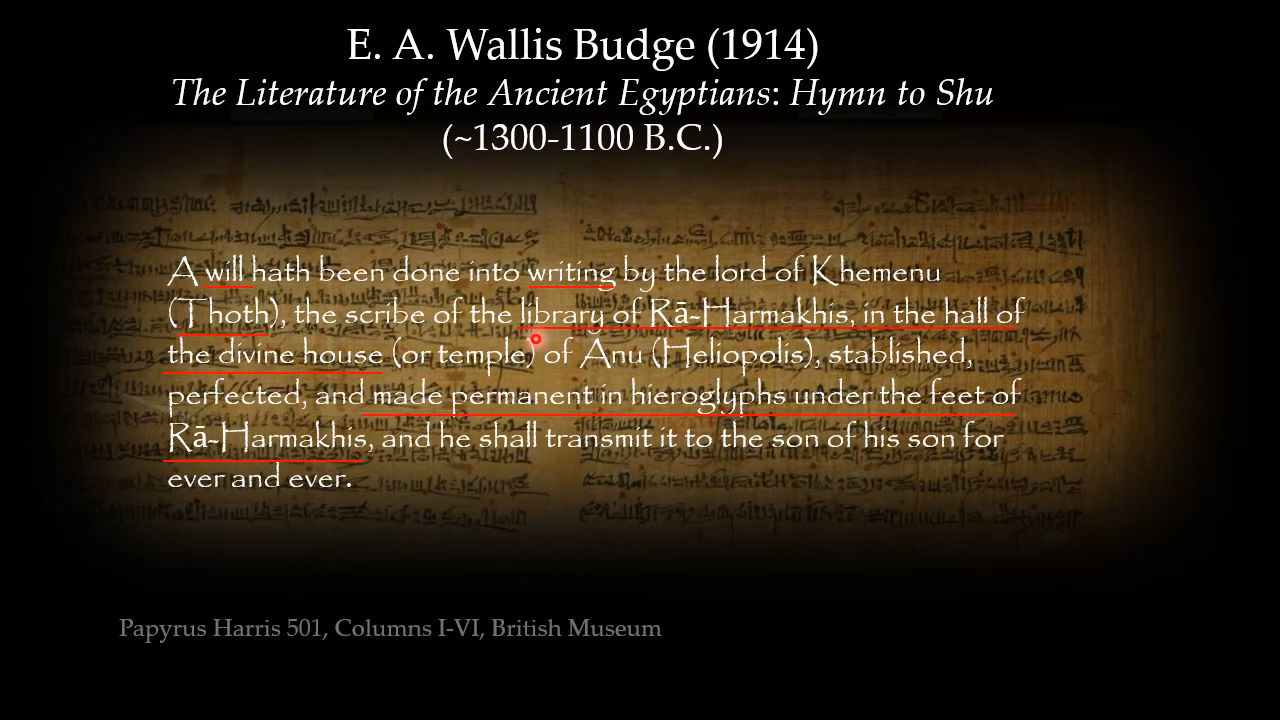 E. A. Wallis Budge (1914)
The Literature of the Ancient Egyptians: Hymn to Shu
(~1300-1100 B.C.)
A will hath been done into writing by the lord of Khemenu
(Thoth), the scribe of the library of Rā-Harmakhis, in the hall of
the divine house (or temple) of Ânu (Heliopolis), stablished,
perfected, and made permanent in hieroglyphs under the feet of
Rā-Harmakhis, and he shall transmit it to the son of his son for
ever and ever.
Papyrus Harris 501, Columns I-VI, British Museum